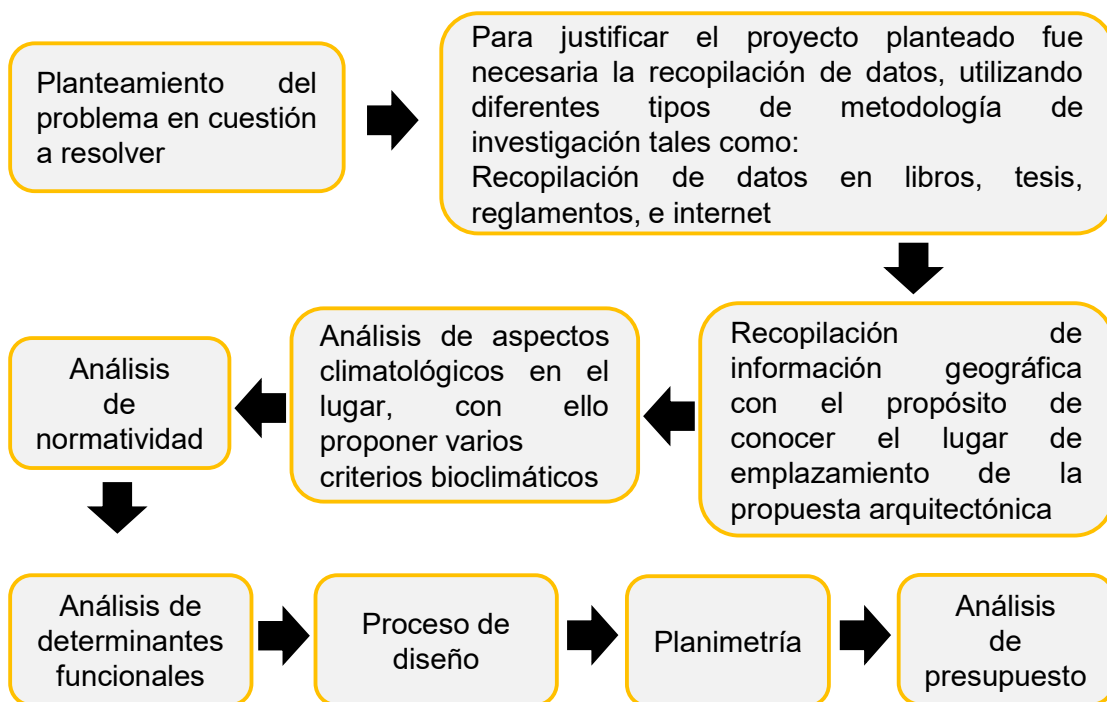 Planteamiento del
problema en cuestión
a resolver
Para justificar el proyecto planteado fue
necesaria la recopilación de datos, utilizando
diferentes tipos de metodología de
investigación tales como:
Recopilación de datos en libros, tesis,
reglamentos, e internet
Recopilación de
información geográfica
con el propósito de
conocer el lugar de
emplazamiento de la
propuesta arquitectónica
Análisis de aspectos
climatológicos en el
lugar, con ello
proponer varios
criterios bioclimáticos
Análisis
de
normatividad
Análisis de
determinantes
funcionales
Proceso de
diseño
Planimetría
Análisis
de
presupuesto